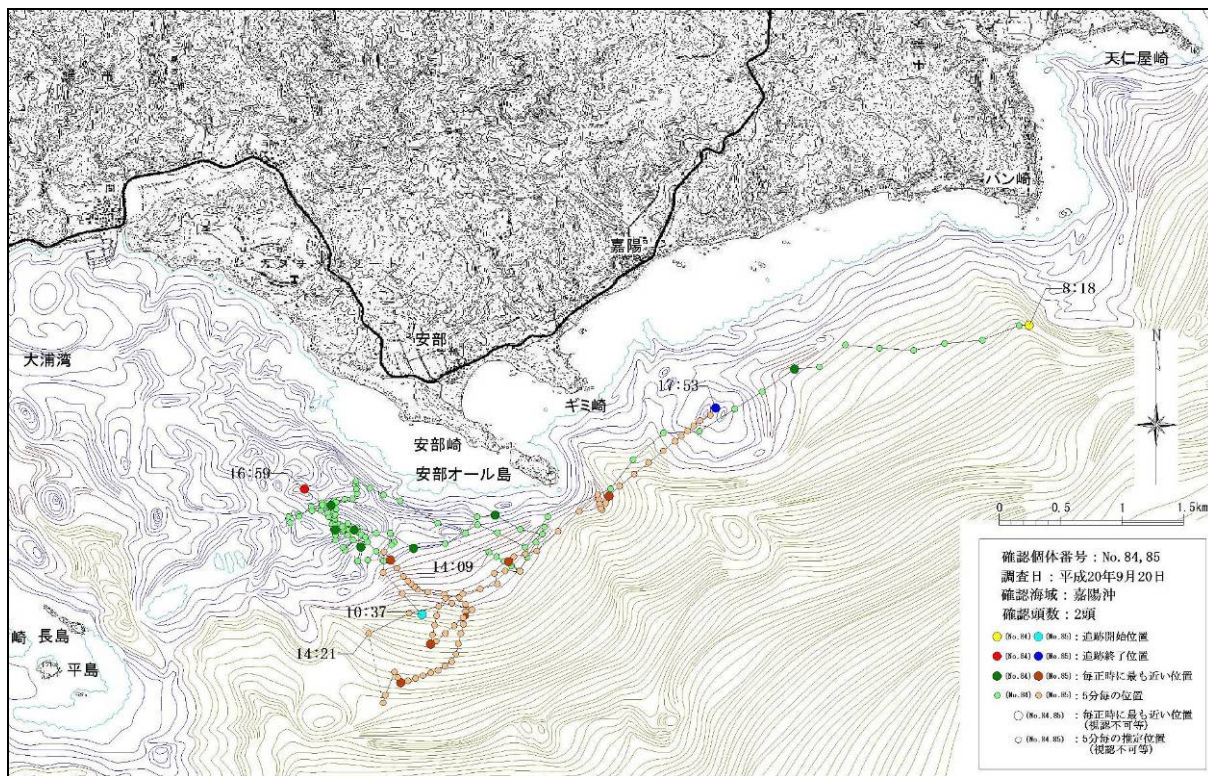 天仁屋崎
バン崎
嘉陽
8:18
安部
大浦湾
17:53
ギミ崎
安部崎
安部オール島
16:59
N
14:09
10:37
14:21
崎
長島
平島
0 0.5 1 1.5km
確認個体番号：No.84,85
調査日：平成20年9月20日
確認海域：嘉陽沖
確認頭数：2頭
(No.84) (No.85)：追跡開始位置
(No.84) (No.85)：追跡終了位置
(No.84) (No.85)：毎正時に最も近い位置
(No.84) (No.85)：5分毎の位置
(No.84.85)：毎正時に最も近い位置
(視認不可等)
(No.84.85)：5分毎の推定位置
(視認不可等)